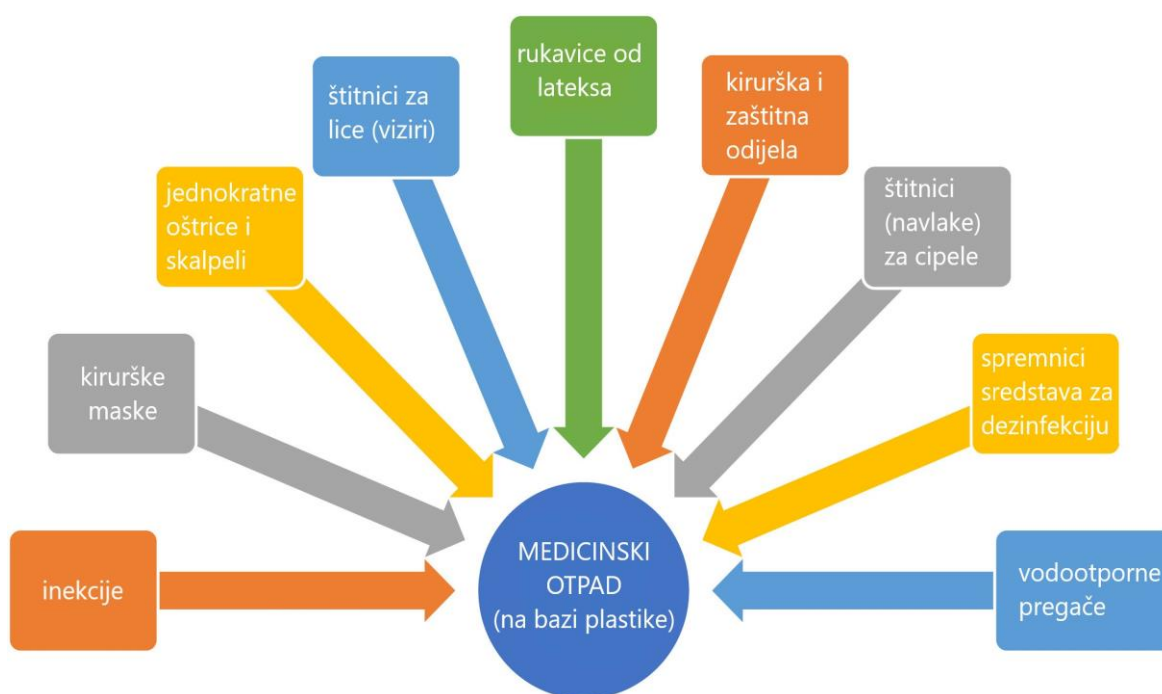 inekcije
kirurške
maske
jednokratne
oštrice i
skalpeli
štitnici za
lice (viziri)
rukavice od
lateksa
kirurška i
zaštitna
odijela
štitnici
(navlake)
za cipele
spremnici
sredstava za
dezinfekciju
vodootporne
pregače
MEDICINSKI
OTPAD
(na bazi plastike)